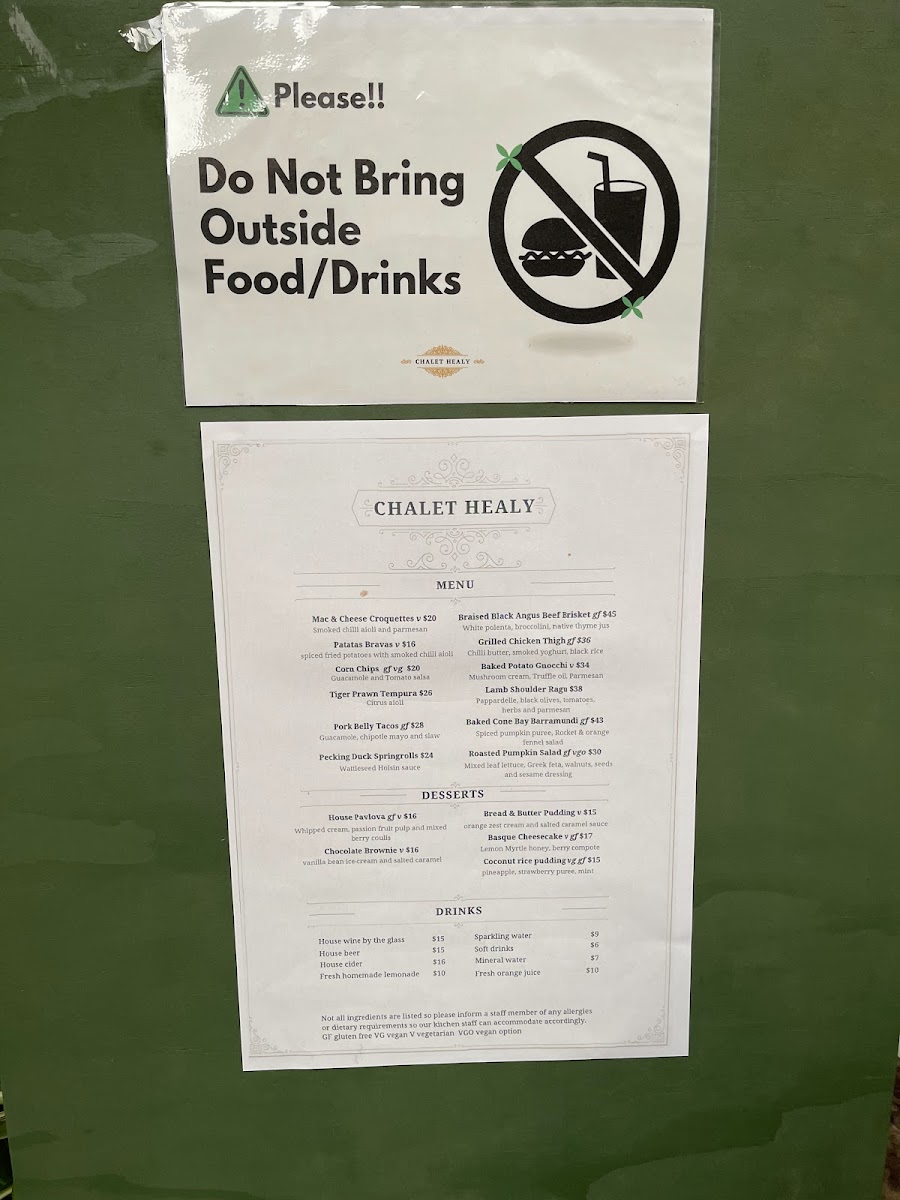 Please!!
Do Not Bring
Outside
Food/Drinks
CHALET HEALY
CHALET HEALY
MENU
Mac & Cheese Croquettes v $20
Smoked chilli aioli and parmesan
Patatas Bravas v $16
spiced fried potatoes with smoked chilli aioli
Corn Chips gf vg $20
Guacamole and Tomato salsa
Tiger Prawn Tempura $26
Citrus aioli
Pork Belly Tacos gf $28
Guacamole, chipotle mayo and slaw
Pecking Duck Springrolls $24
Wattleseed Hoisin sauce
Braised Black Angus Beef Brisket gf $45
White polenta, broccolini, native thyme jus
Grilled Chicken Thigh gf $36
Chilli butter, smoked yoghurt, black rice
Baked Potato Gnocchi v $34
Mushroom cream, Truffle oil, Parmesan
Lamb Shoulder Ragu $38
Pappardelle, black olives, tomatoes,
herbs and parmesan
Baked Cone Bay Barramundi gf $43
Spiced pumpkin puree, Rocket & orange
fennel salad
Roasted Pumpkin Salad gf vgo $30
Mixed leaf lettuce, Greek feta, walnuts, seeds
and sesame dressing
DESSERTS
House Pavlova gf v $16
Whipped cream, passion fruit pulp and mixed
berry coulis
Chocolate Brownie v $16
vanilla bean ice-cream and salted caramel
Bread & Butter Pudding v $15
orange zest cream and salted caramel sauce
Basque Cheesecake v gf $17
Lemon Myrtle honey, berry compote
Coconut rice pudding vg gf $15
pineapple, strawberry puree, mint
DRINKS
House wine by the glass $15
House beer $15
House cider $16
Fresh homemade lemonade $10
Sparkling water $9
Soft drinks $6
Mineral water $7
Fresh orange juice $10
Not all ingredients are listed so please inform a staff member of any allergies
or dietary requirements so our kitchen staff can accommodate accordingly.
GF gluten free VG vegan V vegetarian VGO vegan option